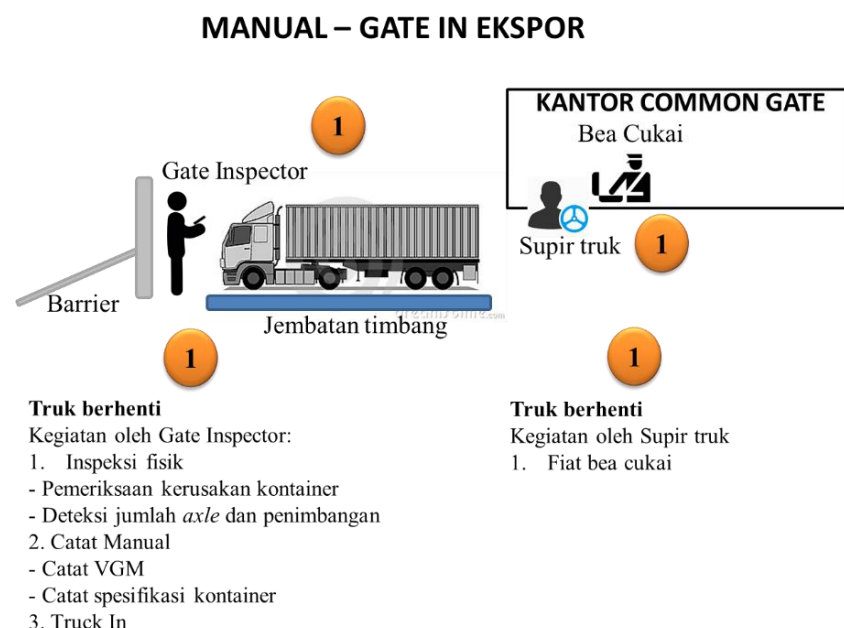 MANUAL – GATE IN EKSPOR
1
Gate Inspector
Barrier
Jembatan timbang
KANTOR COMMON GATE
Bea Cukai
Supir truk
1
1
Truk berhenti
Kegiatan oleh Gate Inspector:
1. Inspeksi fisik
- Pemeriksaan kerusakan kontainer
- Deteksi jumlah axle dan penimbangan
2. Catat Manual
- Catat VGM
- Catat spesifikasi kontainer
3. Truck In
1
Truk berhenti
Kegiatan oleh Supir truk
1. Fiat bea cukai